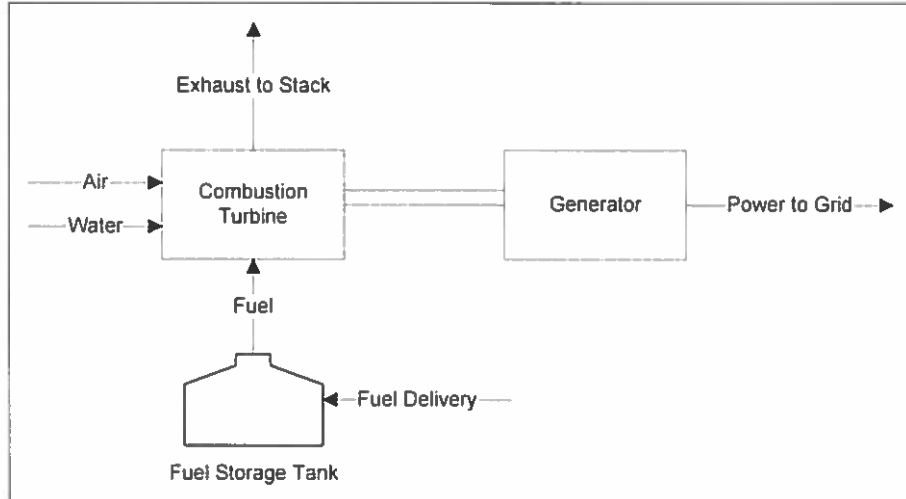 Exhaust to Stack
Air
Combustion
Turbine
Generator
Power to Grid
Water
Fuel
Fuel Delivery
Fuel Storage Tank